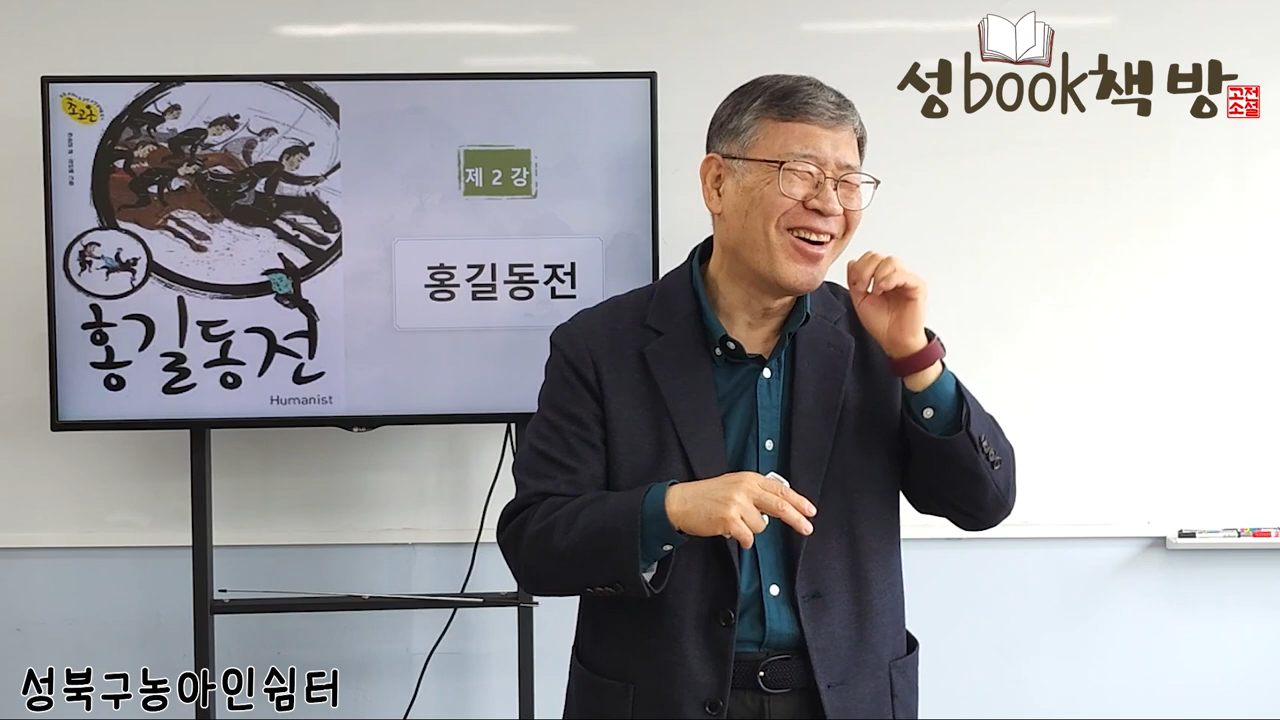 성book책방
고전
소설
제 2 강
홍길동전
홍길동전
Humanist
성북구농아인쉼터